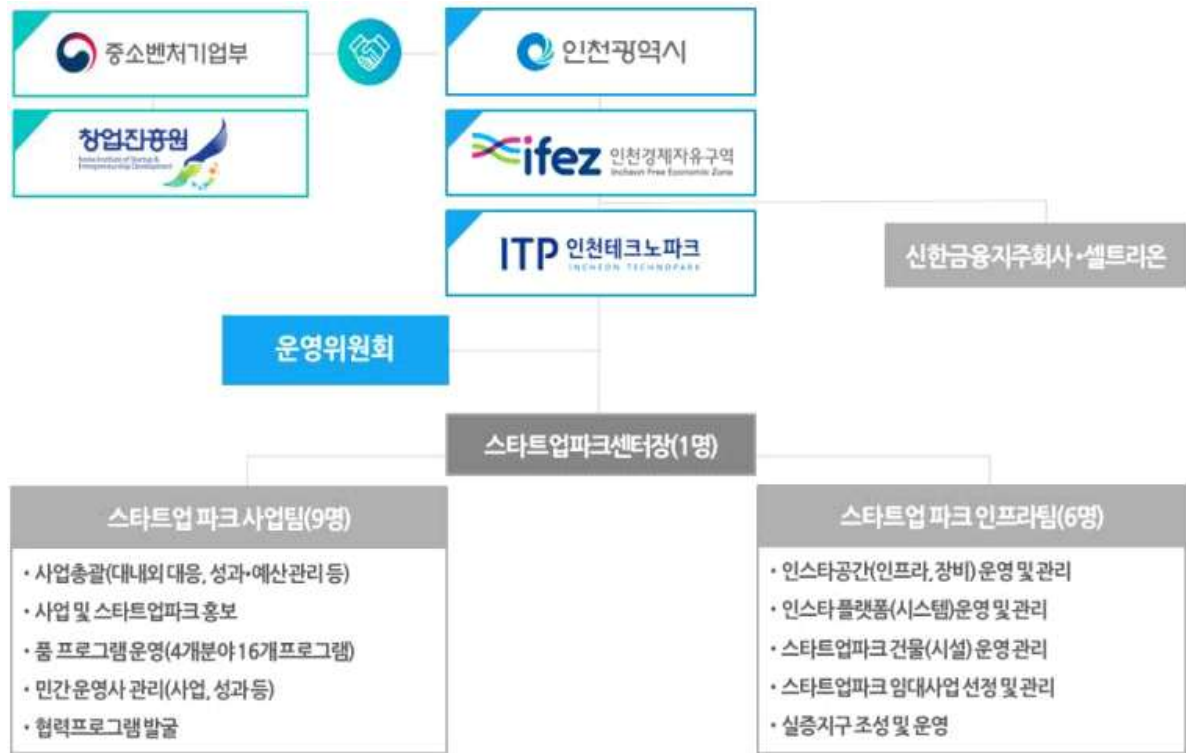 중소벤처기업부
인천광역시
창업진흥원
Korea Institute of Startup &
Entrepreneurship Development
ifez 인천경제자유구역
Incheon Free Economic Zone
ITP 인천테크노파크
INCHEON TECHNOPARK
신한금융지주회사•셀트리온
운영위원회
스타트업파크센터장(1명)
스타트업 파크 사업팀(9명)
• 사업총괄(대내외 대응, 성과•예산관리 등)
• 사업 및 스타트업파크 홍보
• 품 프로그램 운영(4개분야 16개프로그램)
• 민간 운영사 관리(사업, 성과 등)
• 협력프로그램 발굴
스타트업 파크 인프라팀(6명)
• 인스타공간(인프라, 장비) 운영 및 관리
• 인스타 플랫폼(시스템)운영 및 관리
• 스타트업파크 건물(시설) 운영 관리
• 스타트업파크 임대사업 선정 및 관리
• 실증지구 조성 및 운영